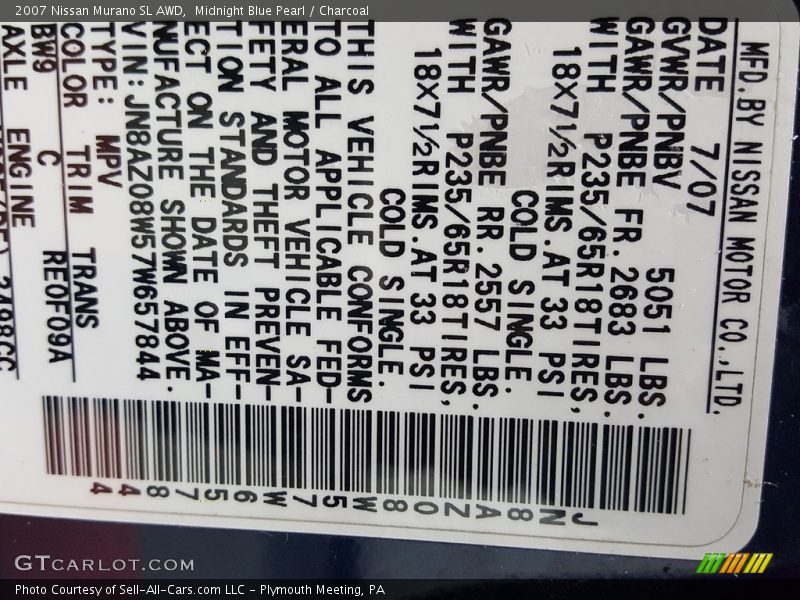 2007 Nissan Murano SL AWD, Midnight Blue Pearl / Charcoal
MFD.BY NISSAN MOTOR CO.,LTD.
DATE 7/07
GVWR/PNBV 5051 LBS.
GAWR/PNBE FR. 2683 LBS.
WITH P235/65R18TIRES,
18X7½RIMS.AT 33 PSI
COLD SINGLE.
GAWR/PNBE RR. 2557 LBS.
WITH P235/65R18TIRES,
18X7½RIMS.AT 33 PSI
COLD SINGLE.
THIS VEHICLE CONFORMS
TO ALL APPLICABLE FED-
ERAL MOTOR VEHICLE SA-
FETY AND THEFT PREVEN-
TION STANDARDS IN EFF-
ECT ON THE DATE OF MA-
NUFACTURE SHOWN ABOVE.
VIN:JN8AZ08W57W657844
TYPE: MPV
COLOR TRIM TRANS
BW9 C RE0F09A
AXLE ENGINE
3498CC
JN8AZ08W57W657844
GTCARLOT.COM
Photo Courtesy of Sell-All-Cars.com LLC - Plymouth Meeting, PA